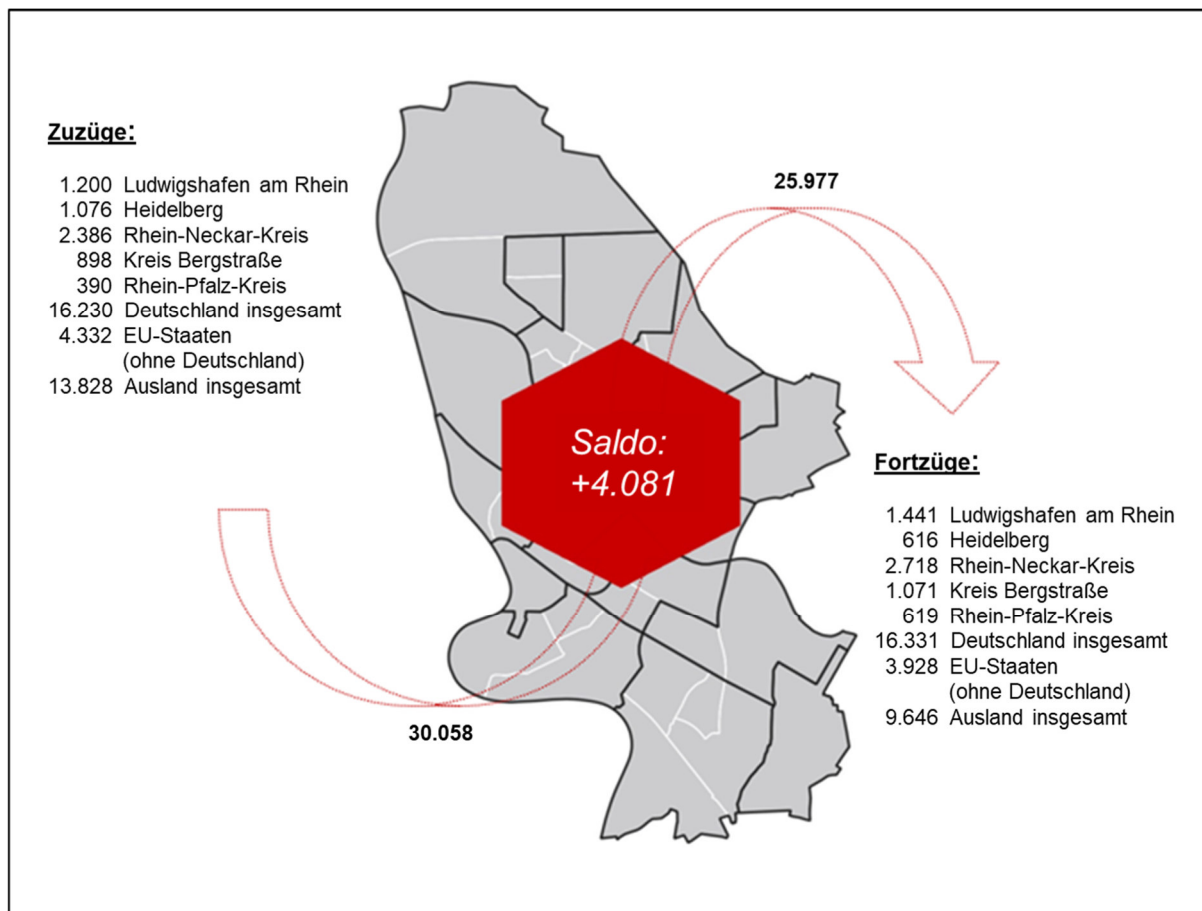 Zuzüge:
1.200 Ludwigshafen am Rhein
1.076 Heidelberg
2.386 Rhein-Neckar-Kreis
898 Kreis Bergstraße
390 Rhein-Pfalz-Kreis
16.230 Deutschland insgesamt
4.332 EU-Staaten
(ohne Deutschland)
13.828 Ausland insgesamt
25.977
Saldo:
+4.081
30.058
Fortzüge:
1.441 Ludwigshafen am Rhein
616 Heidelberg
2.718 Rhein-Neckar-Kreis
1.071 Kreis Bergstraße
619 Rhein-Pfalz-Kreis
16.331 Deutschland insgesamt
3.928 EU-Staaten
(ohne Deutschland)
9.646 Ausland insgesamt